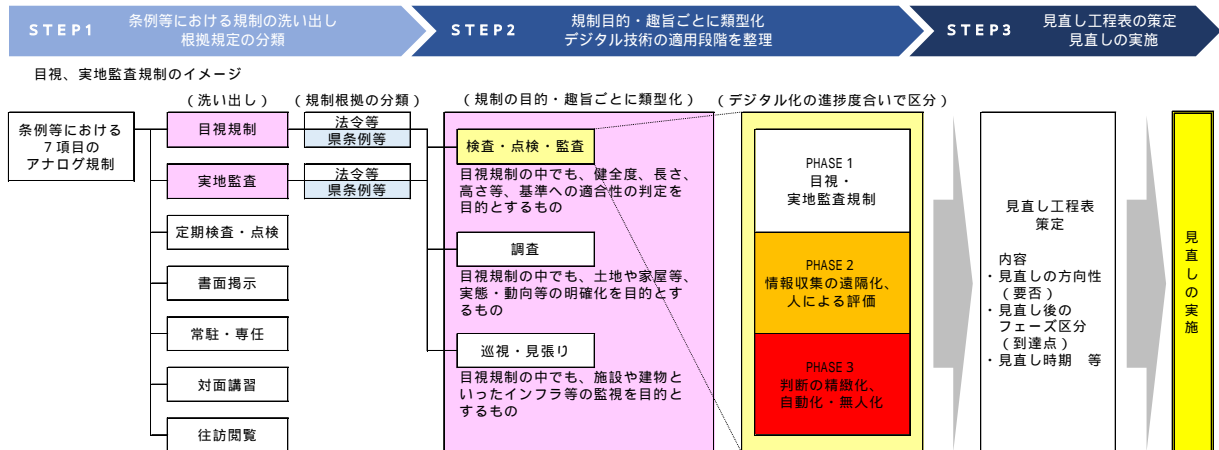 STEP1
条例等における規制の洗い出し
根拠規定の分類
STEP2
規制目的・趣旨ごとに類型化
デジタル技術の適用段階を整理
STEP3
見直し工程表の策定
見直しの実施
目視、実地監査規制のイメージ
（洗い出し）
（規制根拠の分類）
（規制の目的・趣旨ごとに類型化）
（デジタル化の進捗度合いで区分）
条例等における
７項目の
アナログ規制
目視規制
実地監査
定期検査・点検
書面掲示
常駐・専任
対面講習
往訪閲覧
法令等
県条例等
法令等
県条例等
検査・点検・監査
目視規制の中でも、健全度、長さ、
高さ等、基準への適合性の判定を
目的とするもの
調査
目視規制の中でも、土地や家屋等、
実態・動向等の明確化を目的とす
るもの
巡視・見張り
目視規制の中でも、施設や建物と
いったインフラ等の監視を目的と
するもの
PHASE 1
目視・
実地監査規制
PHASE 2
情報収集の遠隔化、
人による評価
PHASE 3
判断の精緻化、
自動化・無人化
見直し工程表
策定
内容
・見直しの方向性
（要否）
・見直し後の
フェーズ区分
（到達点）
・見直し時期　等
見直しの実施